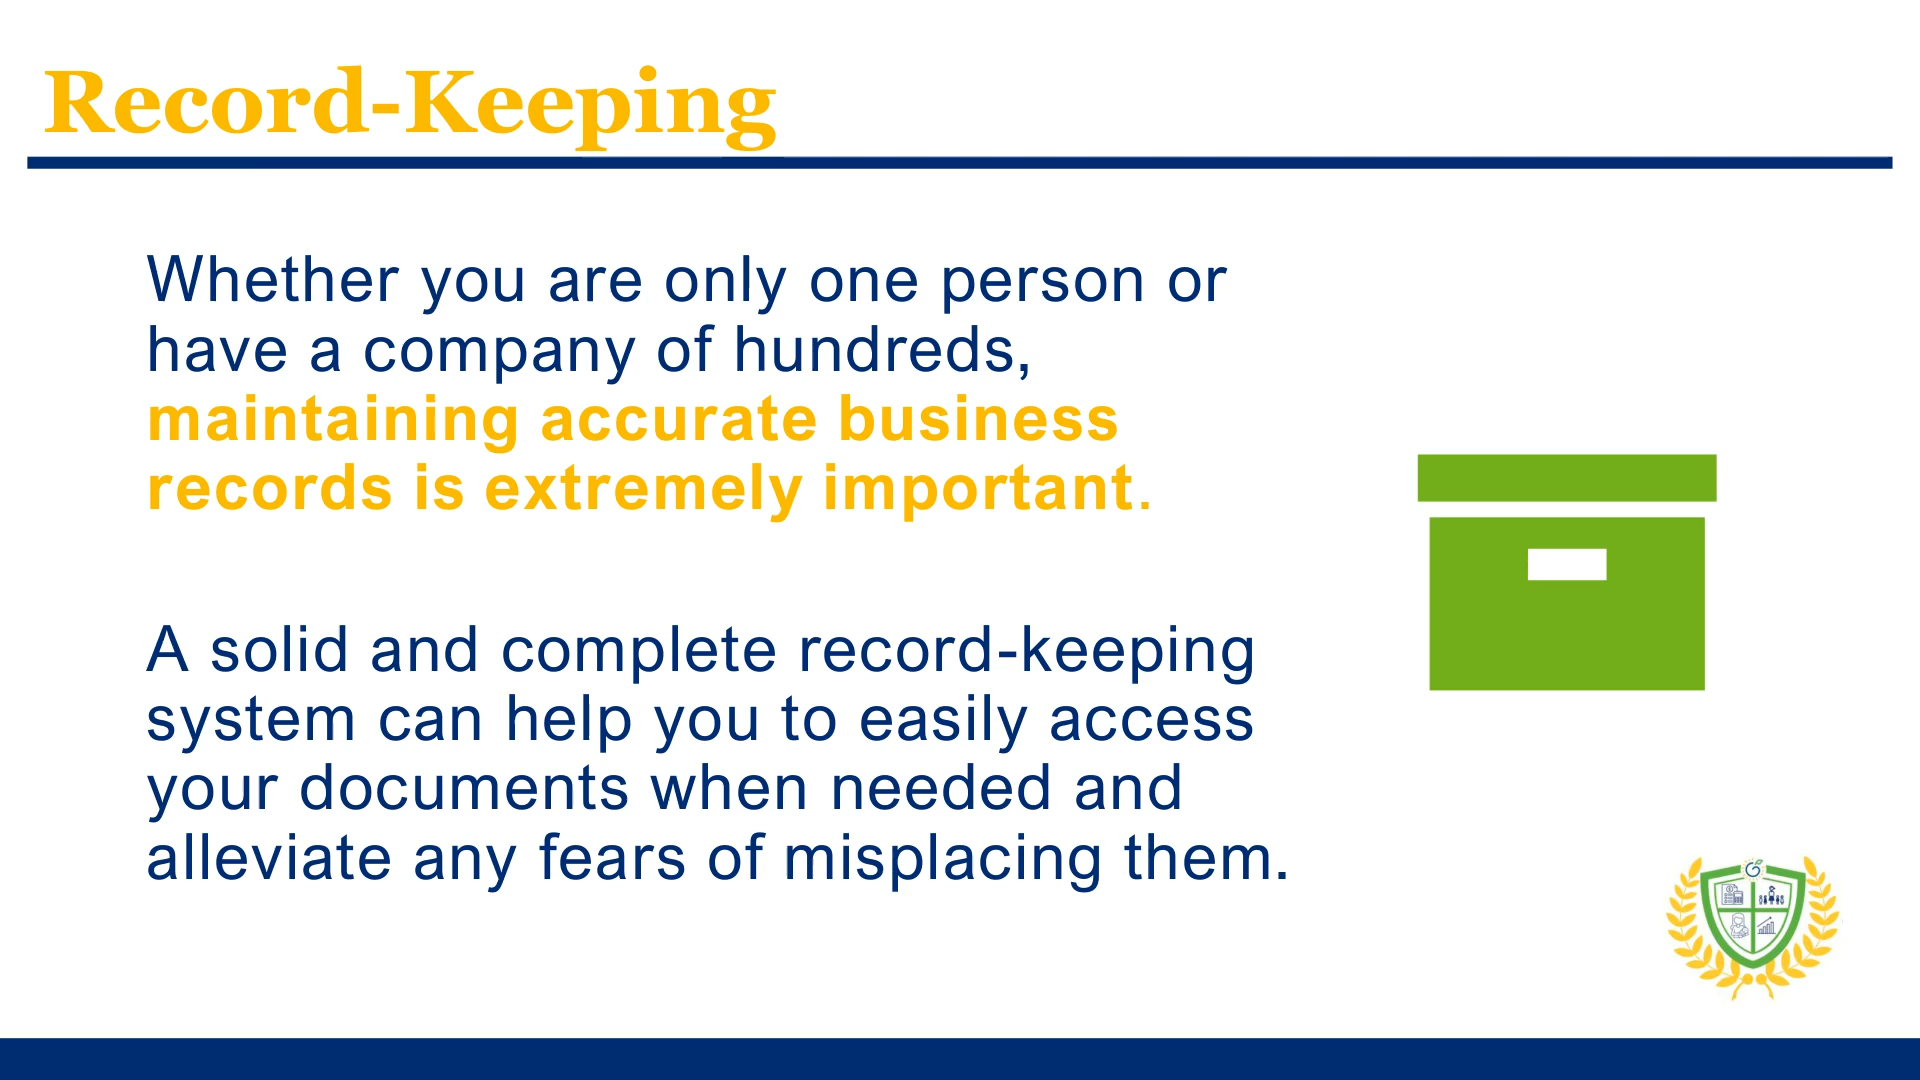 Record-Keeping
Whether you are only one person or
have a company of hundreds,
maintaining accurate business
records is extremely important.
A solid and complete record-keeping
system can help you to easily access
your documents when needed and
alleviate any fears of misplacing them.